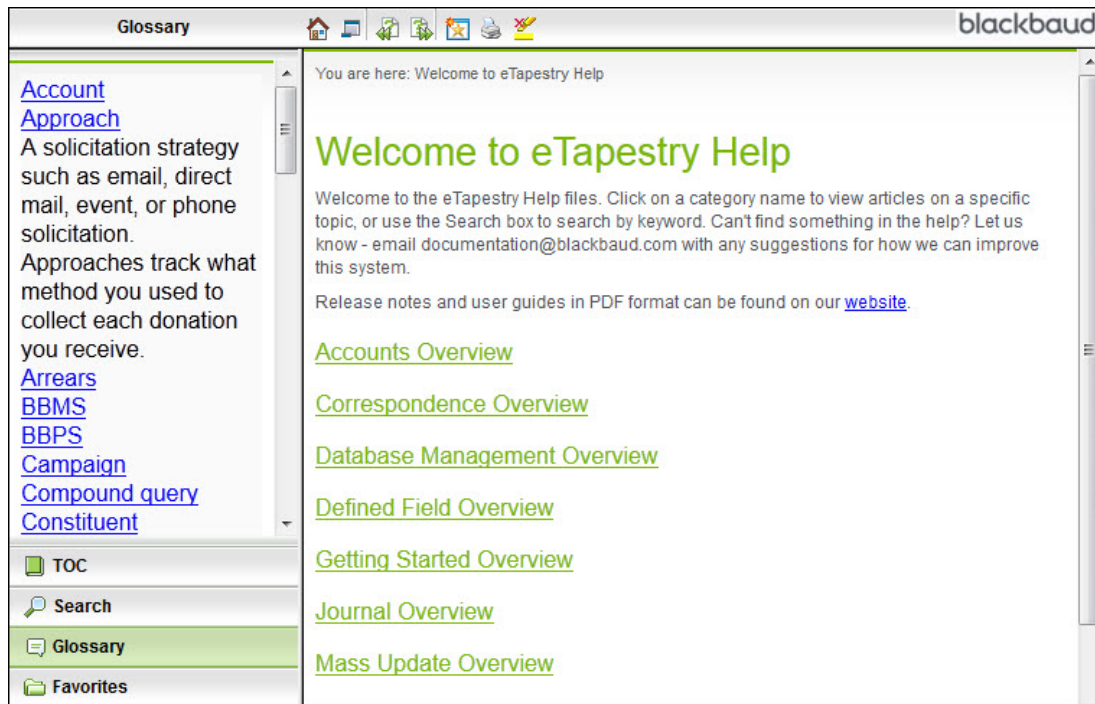 Glossary
blackbaud
Account
Approach
A solicitation strategy
such as email, direct
mail, event, or phone
solicitation.
Approaches track what
method you used to
collect each donation
you receive.
Arrears
BBMS
BBPS
Campaign
Compound query
Constituent
TOC
Search
Glossary
Favorites
You are here: Welcome to eTapestry Help
Welcome to eTapestry Help
Welcome to the eTapestry Help files. Click on a category name to view articles on a specific
topic, or use the Search box to search by keyword. Can't find something in the help? Let us
know - email documentation@blackbaud.com with any suggestions for how we can improve
this system.
Release notes and user guides in PDF format can be found on our website.
Accounts Overview
Correspondence Overview
Database Management Overview
Defined Field Overview
Getting Started Overview
Journal Overview
Mass Update Overview